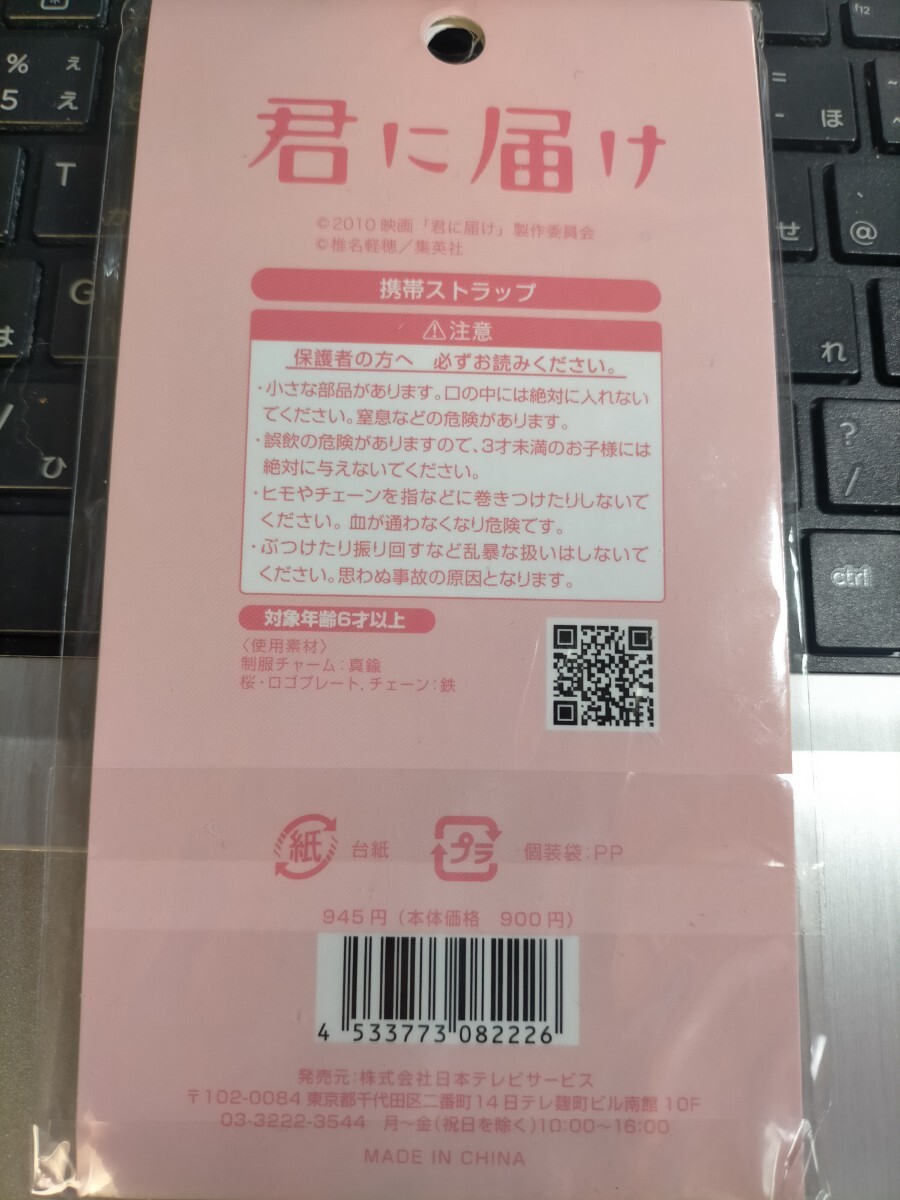 君に届け
©2010 映画「君に届け」製作委員会
©椎名軽穂／集英社
携帯ストラップ
⚠注意
保護者の方へ　必ずお読みください。
・小さな部品があります。口の中には絶対に入れない
でください。窒息などの危険があります。
・誤飲の危険がありますので、3才未満のお子様には
絶対に与えないでください。
・ヒモやチェーンを指などに巻きつけたりしないで
ください。血が通わなくなり危険です。
・ぶつけたり振り回すなど乱暴な扱いはしないで
ください。思わぬ事故の原因となります。
対象年齢6才以上
〈使用素材〉
制服チャーム：真鍮
桜・ロゴプレート、チェーン：鉄
紙 台紙 プラ 個装袋：PP
945円（本体価格　900円）
4 533773 082226
発売元：株式会社日本テレビサービス
〒102-0084 東京都千代田区二番町14 日テレ麹町ビル南館 10F
03-3222-3544　月～金（祝日を除く）10:00～16:00
MADE IN CHINA
% ぇ
5 え
T
か
G
は
/
ひ
f12
=
- ほ
せ
@
れ
?
/
ctrl